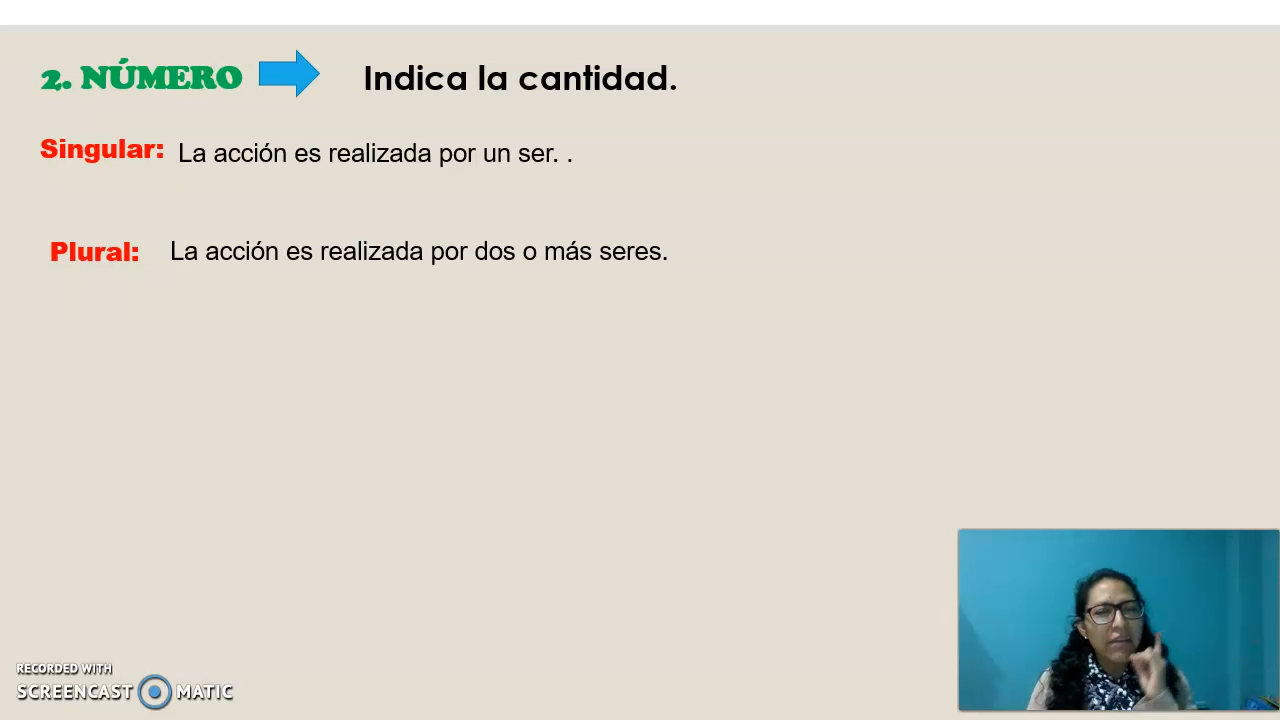 2. NÚMERO Indica la cantidad.
Singular: La acción es realizada por un ser. .
Plural: La acción es realizada por dos o más seres.
RECORDED WITH
SCREENCAST MATIC